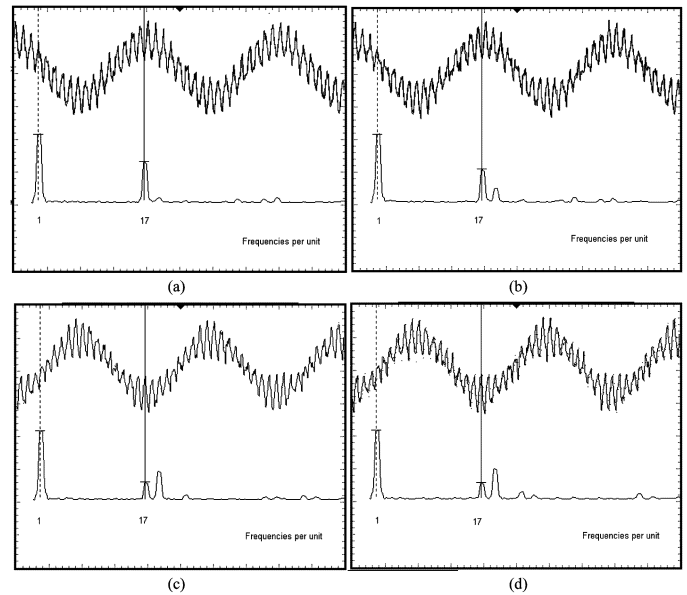 1 17
Frequencies per unit
(a)
1 17
Frequencies per unit
(b)
1 17
Frequencies per unit
(c)
1 17
Frequencies per unit
(d)